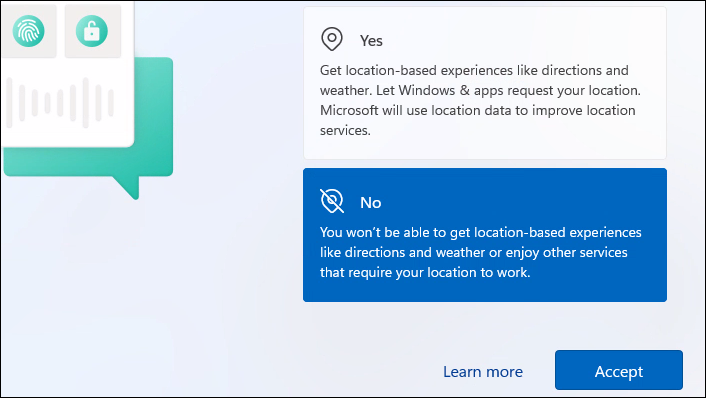 Yes
Get location-based experiences like directions and
weather. Let Windows & apps request your location.
Microsoft will use location data to improve location
services.
No
You won't be able to get location-based experiences
like directions and weather or enjoy other services
that require your location to work.
Learn more
Accept